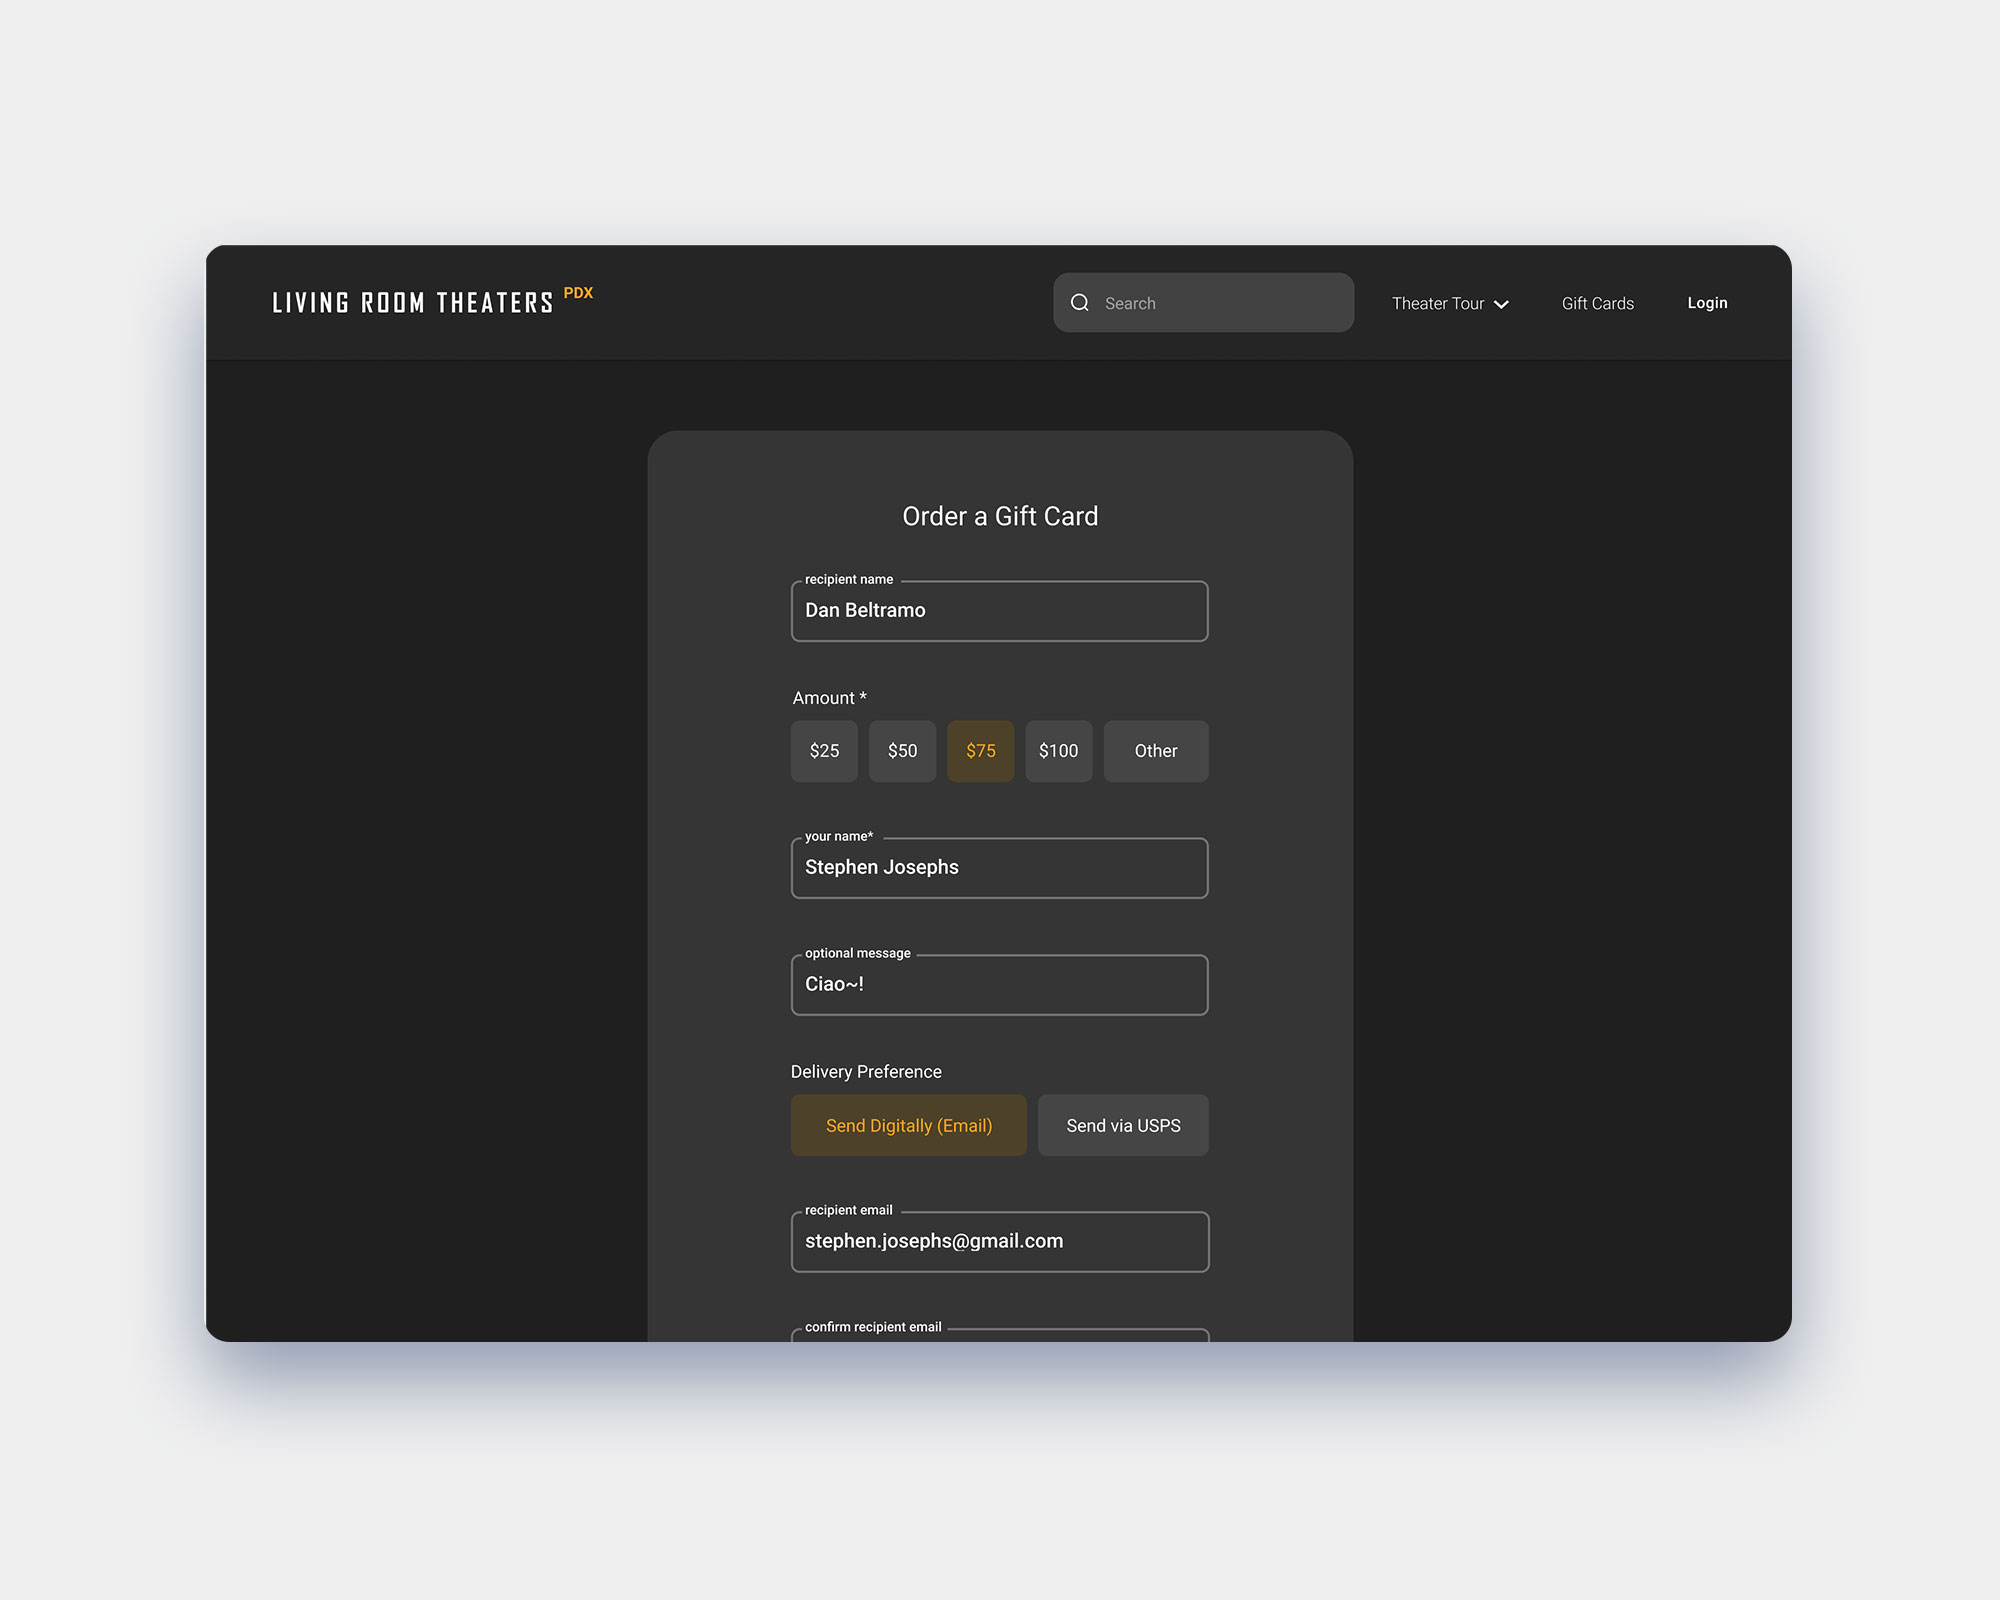 LIVING ROOM THEATERS PDX
Search
Theater Tour
Gift Cards
Login
Order a Gift Card
recipient name
Dan Beltramo
Amount *
$25 $50 $75 $100 Other
your name*
Stephen Josephs
optional message
Ciao~!
Delivery Preference
Send Digitally (Email) Send via USPS
recipient email
stephen.josephs@gmail.com
confirm recipient email